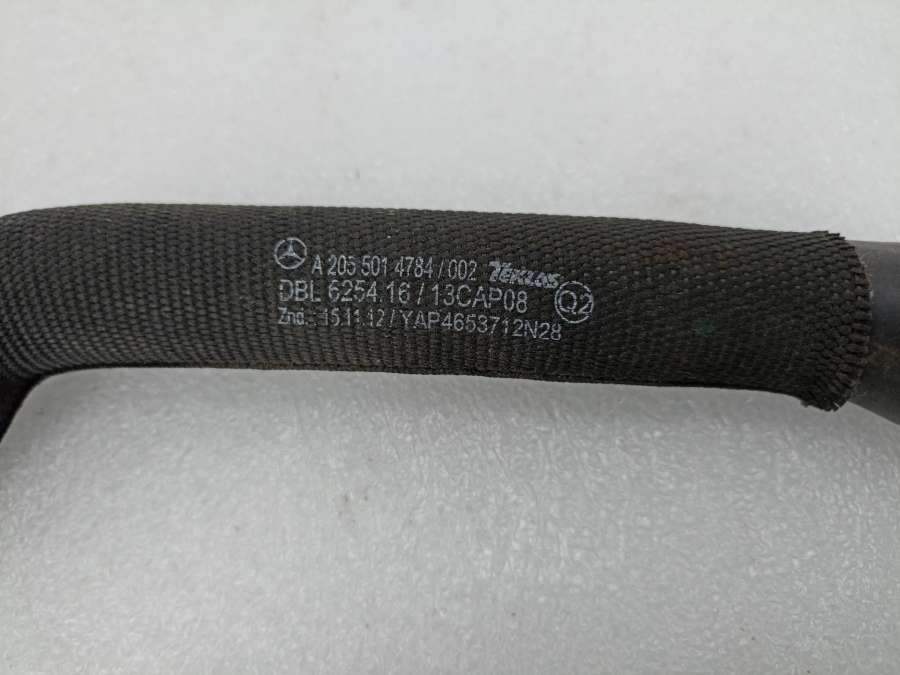 A 205 501 4784 / 002 TEKLAS
DBL 6254.16 / 13CAP08 Q2
Znd.: 15.11.12 / YAP4653712N28